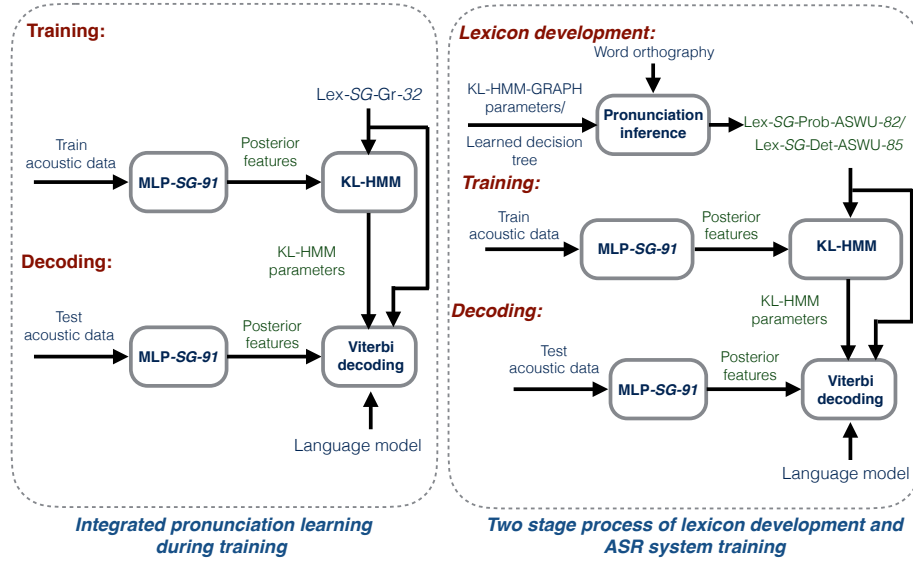 Training:
Lex-SG-Gr-32
Train
acoustic data
MLP-SG-91
Posterior
features
KL-HMM
KL-HMM
parameters
Decoding:
Test
acoustic data
MLP-SG-91
Posterior
features
Viterbi
decoding
Language model
Integrated pronunciation learning
during training
Lexicon development:
Word orthography
KL-HMM-GRAPH
parameters/
Learned decision
tree
Pronunciation
inference
Lex-SG-Prob-ASWU-82/
Lex-SG-Det-ASWU-85
Training:
Train
acoustic data
MLP-SG-91
Posterior
features
KL-HMM
KL-HMM
parameters
Decoding:
Test
acoustic data
MLP-SG-91
Posterior
features
Viterbi
decoding
Language model
Two stage process of lexicon development and
ASR system training